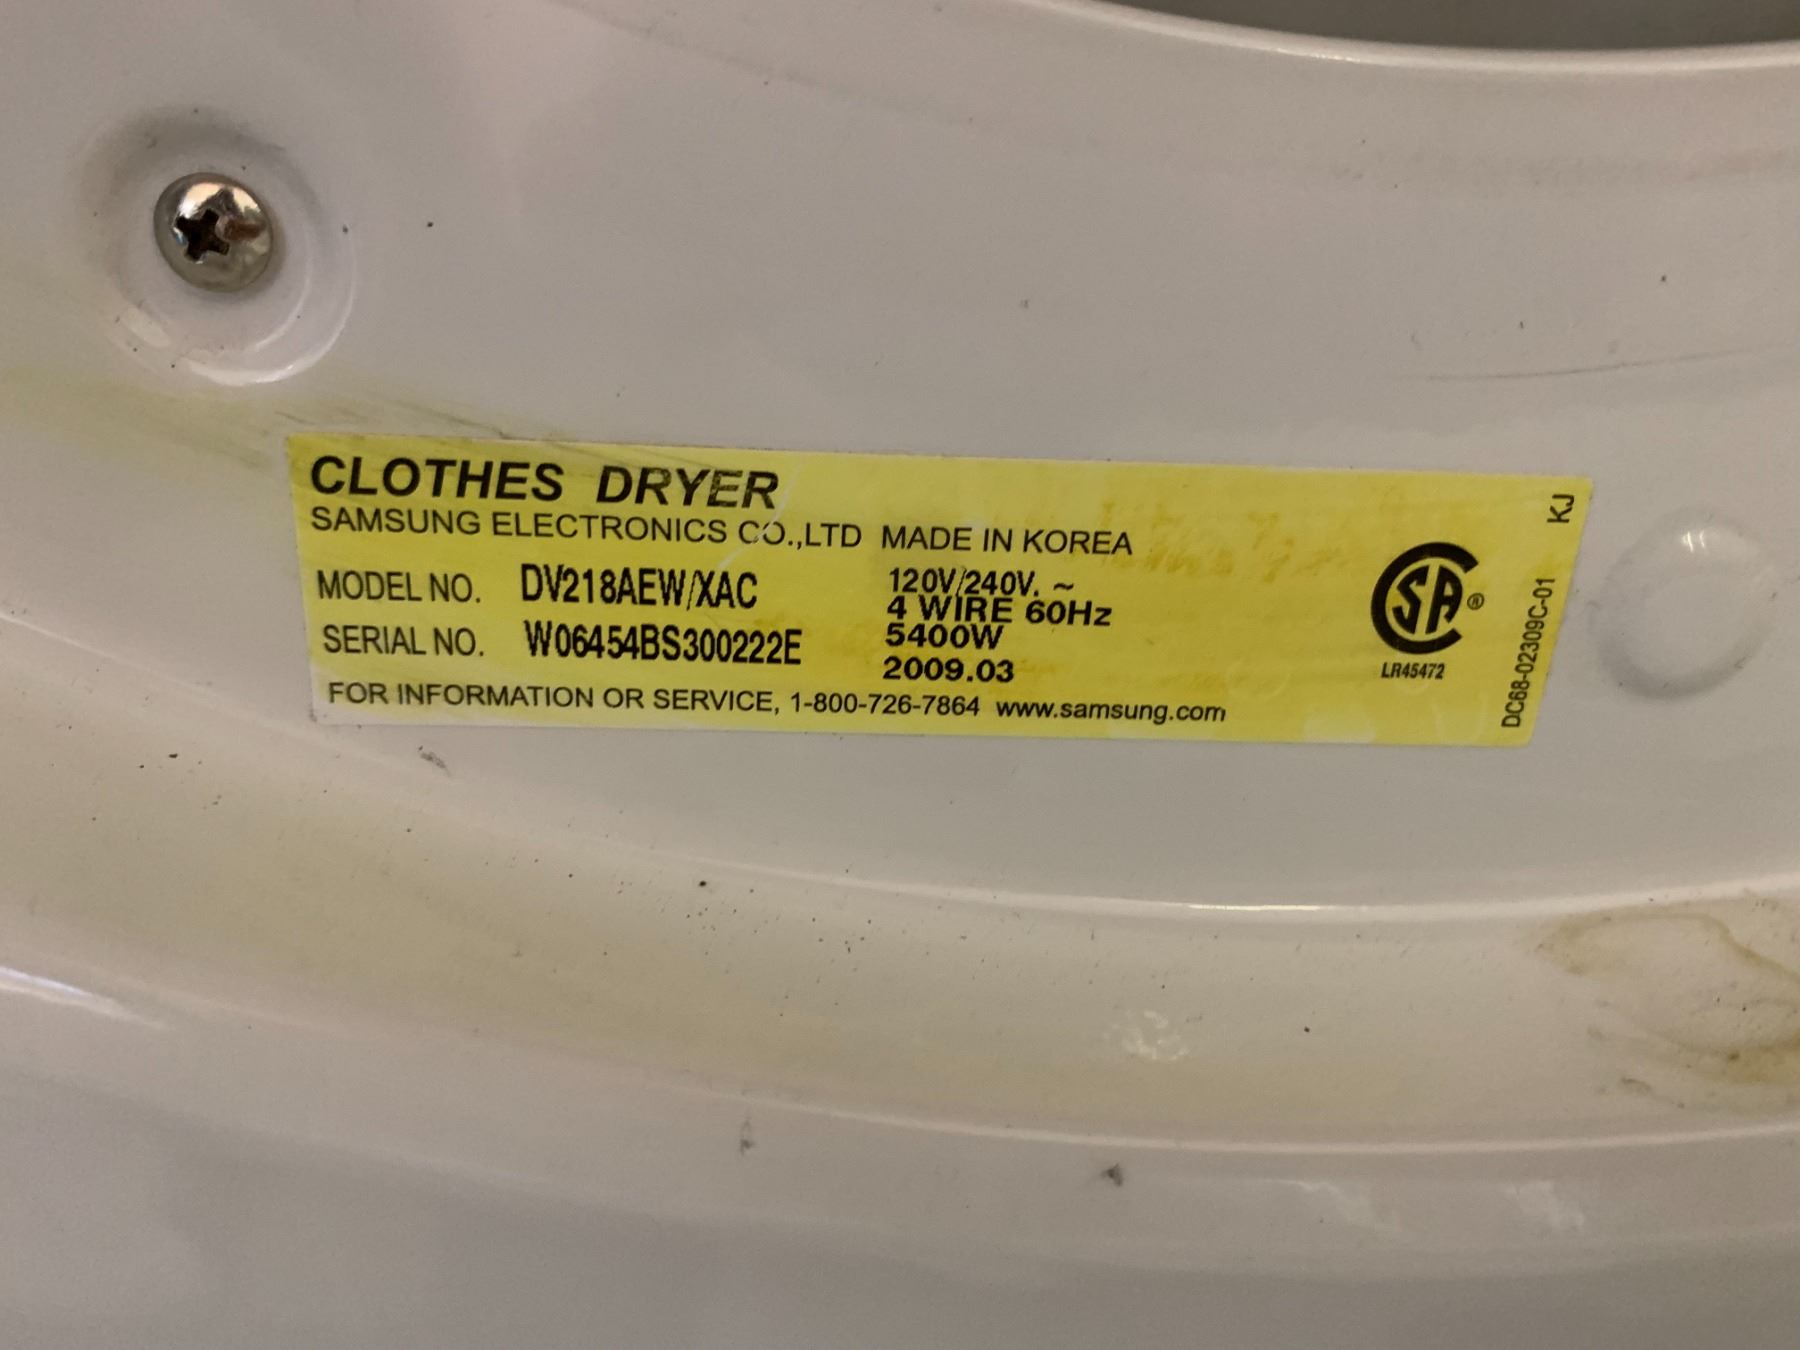 CLOTHES DRYER
SAMSUNG ELECTRONICS CO.,LTD MADE IN KOREA
MODEL NO. DV218AEW/XAC
SERIAL NO. W06454BS300222E
120V/240V. ~
4 WIRE 60Hz
5400W
2009.03
FOR INFORMATION OR SERVICE, 1-800-726-7864 www.samsung.com
CSA ®
LR45472
DC68-02309C-01 KJ